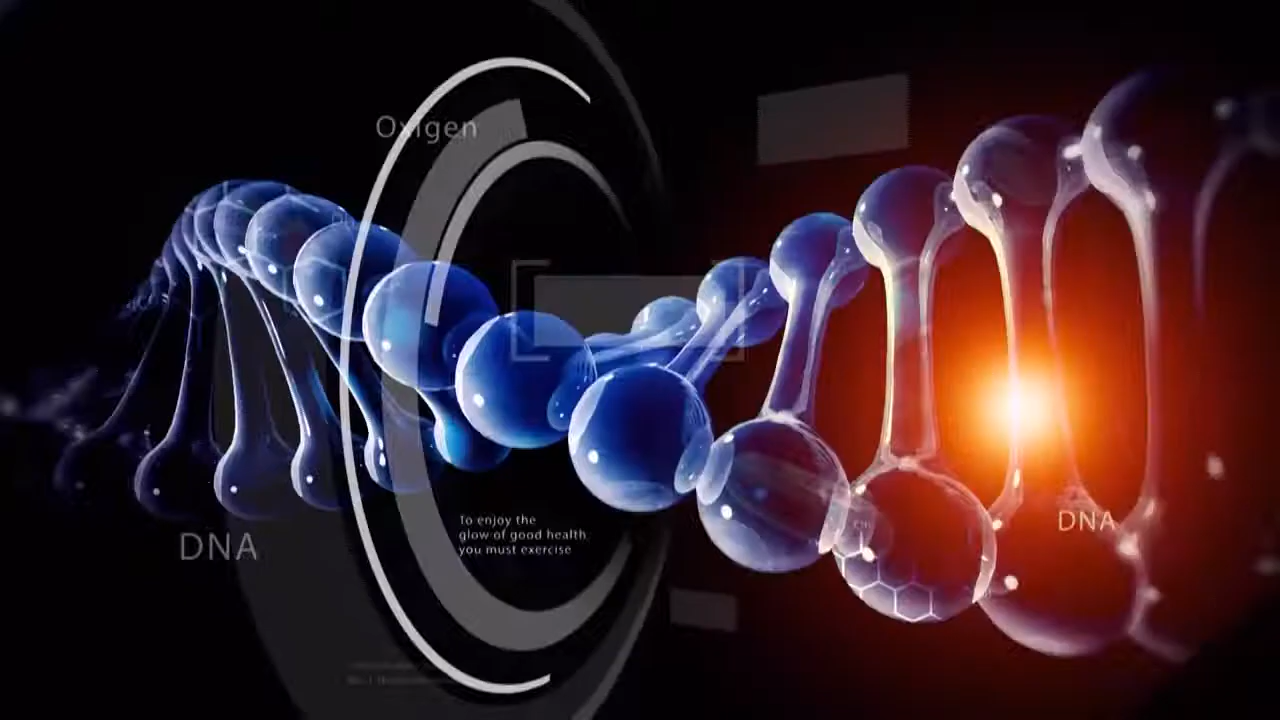 Oxigen
To enjoy the
glow of good health,
you must exercise
DNA
DNA